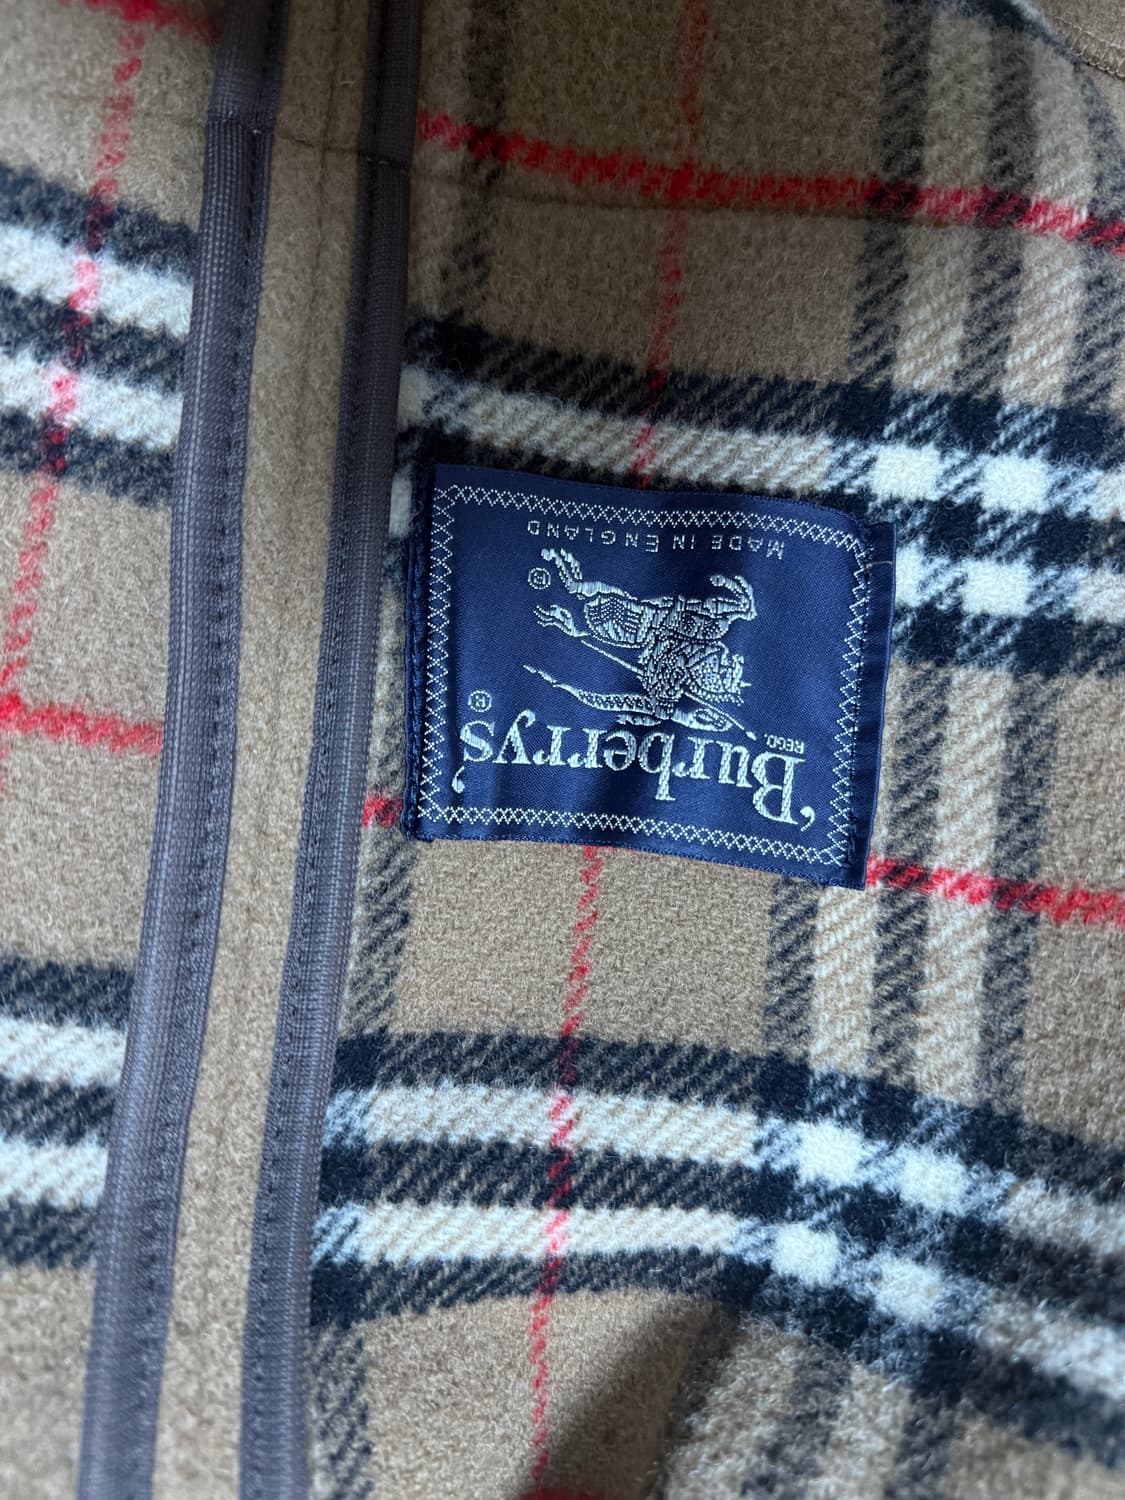 'Burberrys'®
REGD.
®
MADE IN ENGLAND